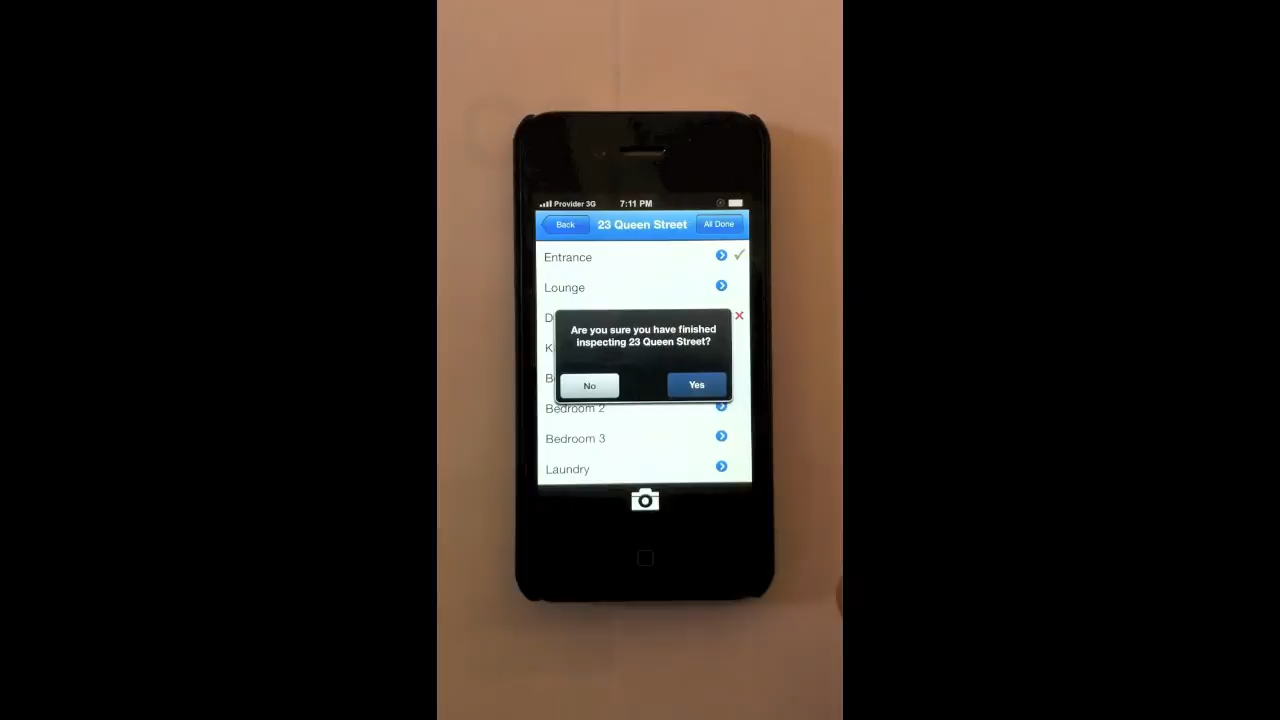 Provider 3G 7:11 PM
Back 23 Queen Street All Done
Entrance
Lounge
D
Are you sure you have finished
inspecting 23 Queen Street?
K
B
No Yes
Bedroom 2
Bedroom 3
Laundry